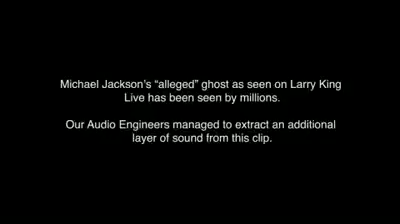 Michael Jackson's “alleged” ghost as seen on Larry King
Live has been seen by millions.
Our Audio Engineers managed to extract an additional
layer of sound from this clip.